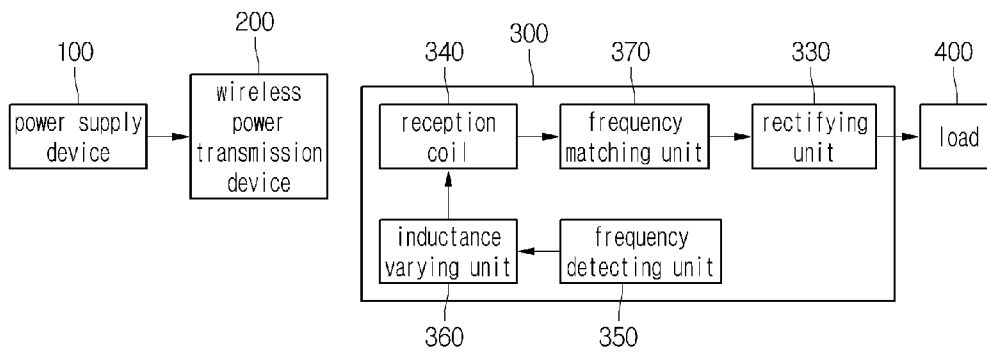 100
200
340
300
370
330
400
power supply
device
wireless
power
transmission
device
reception
coil
frequency
matching unit
rectifying
unit
load
inductance
varying unit
frequency
detecting unit
360
350